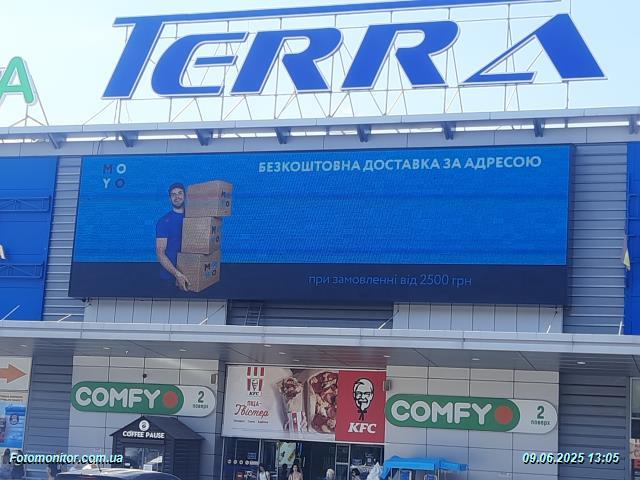 TERRA
A
MO
YO
БЕЗКОШТОВНА ДОСТАВКА ЗА АДРЕСОЮ
при замовленні від 2500 грн
COMFY
2
поверх
KFC
ПІЦА-
Твістер
KFC
COMFY
2
поверх
COFFEE PAUSE
Fotomonitor.com.ua
09.06.2025 13:05